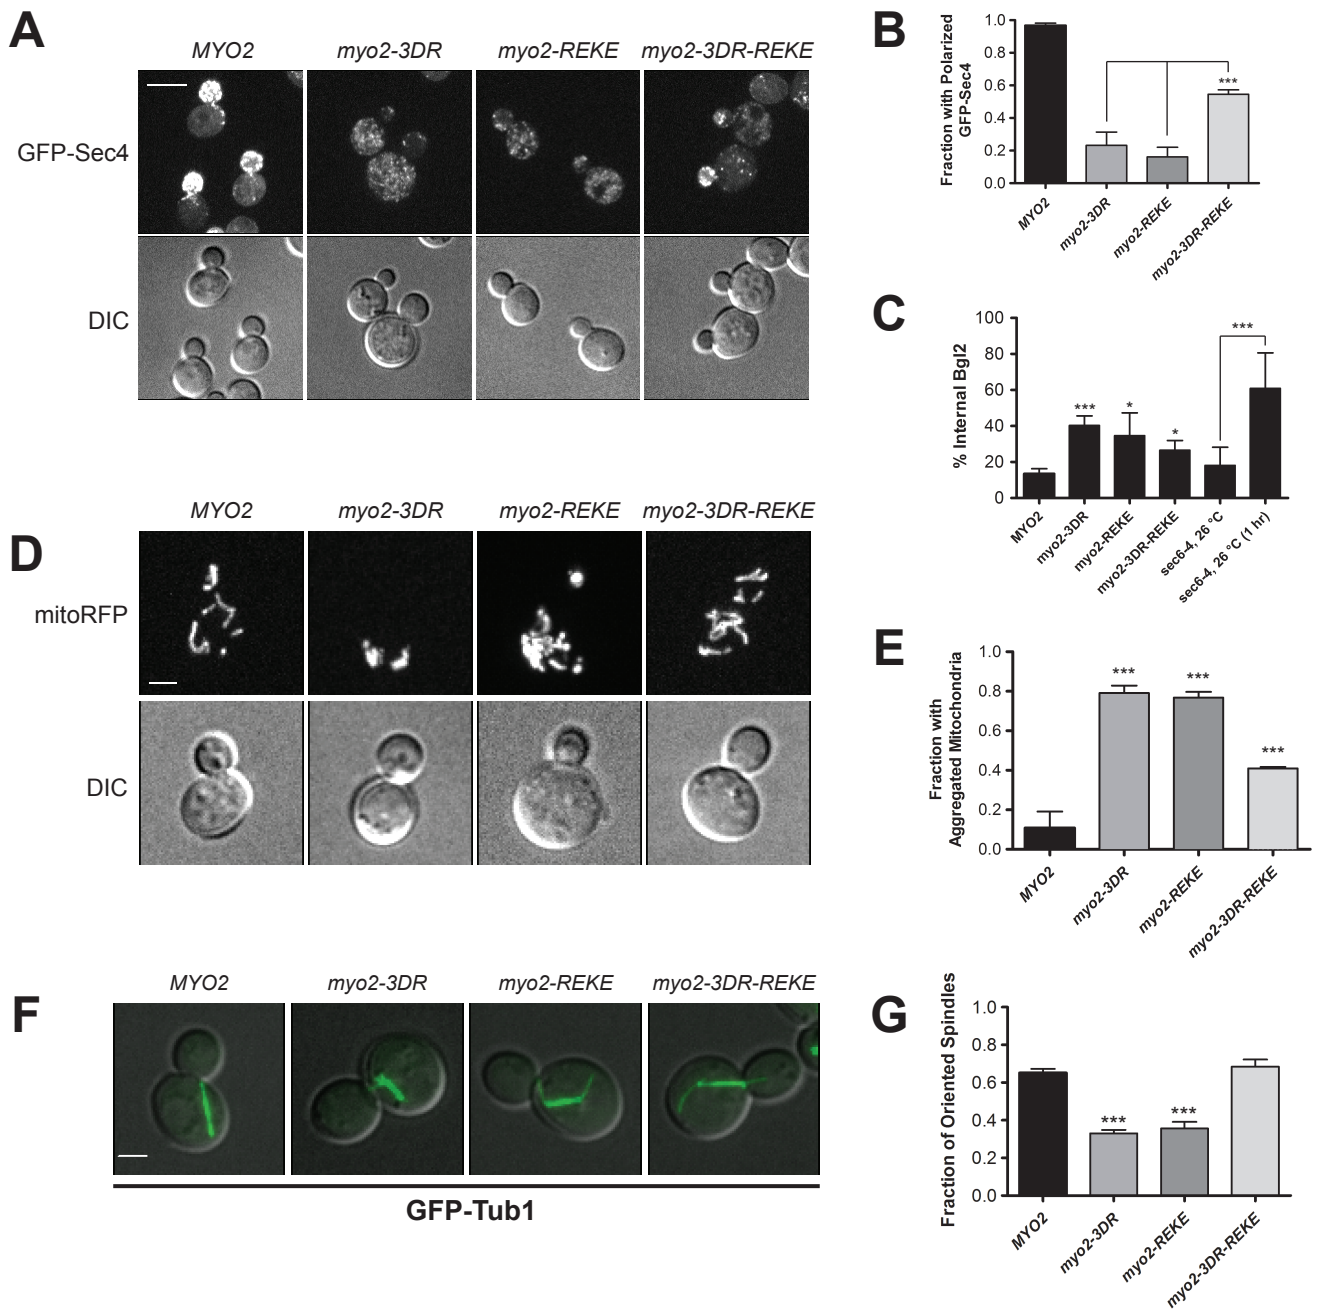 A
MYO2 myo2-3DR myo2-REKE myo2-3DR-REKE
GFP-Sec4
DIC
B
Fraction with Polarized
GFP-Sec4
1.0
0.8
0.6
0.4
0.2
0.0
***
MYO2
myo2-3DR
myo2-REKE
myo2-3DR-REKE
C
% Internal Bgl2
100
80
60
40
20
0
*** * * ***
MYO2
myo2-3DR
myo2-REKE
myo2-3DR-REKE
sec6-4, 26 °C
sec6-4, 26 °C (1 hr)
D
MYO2 myo2-3DR myo2-REKE myo2-3DR-REKE
mitoRFP
DIC
E
Fraction with
Aggregated Mitochondria
1.0
0.8
0.6
0.4
0.2
0.0
*** *** ***
MYO2
myo2-3DR
myo2-REKE
myo2-3DR-REKE
F
MYO2 myo2-3DR myo2-REKE myo2-3DR-REKE
GFP-Tub1
G
Fraction of Oriented Spindles
1.0
0.8
0.6
0.4
0.2
0.0
*** ***
MYO2
myo2-3DR
myo2-REKE
myo2-3DR-REKE